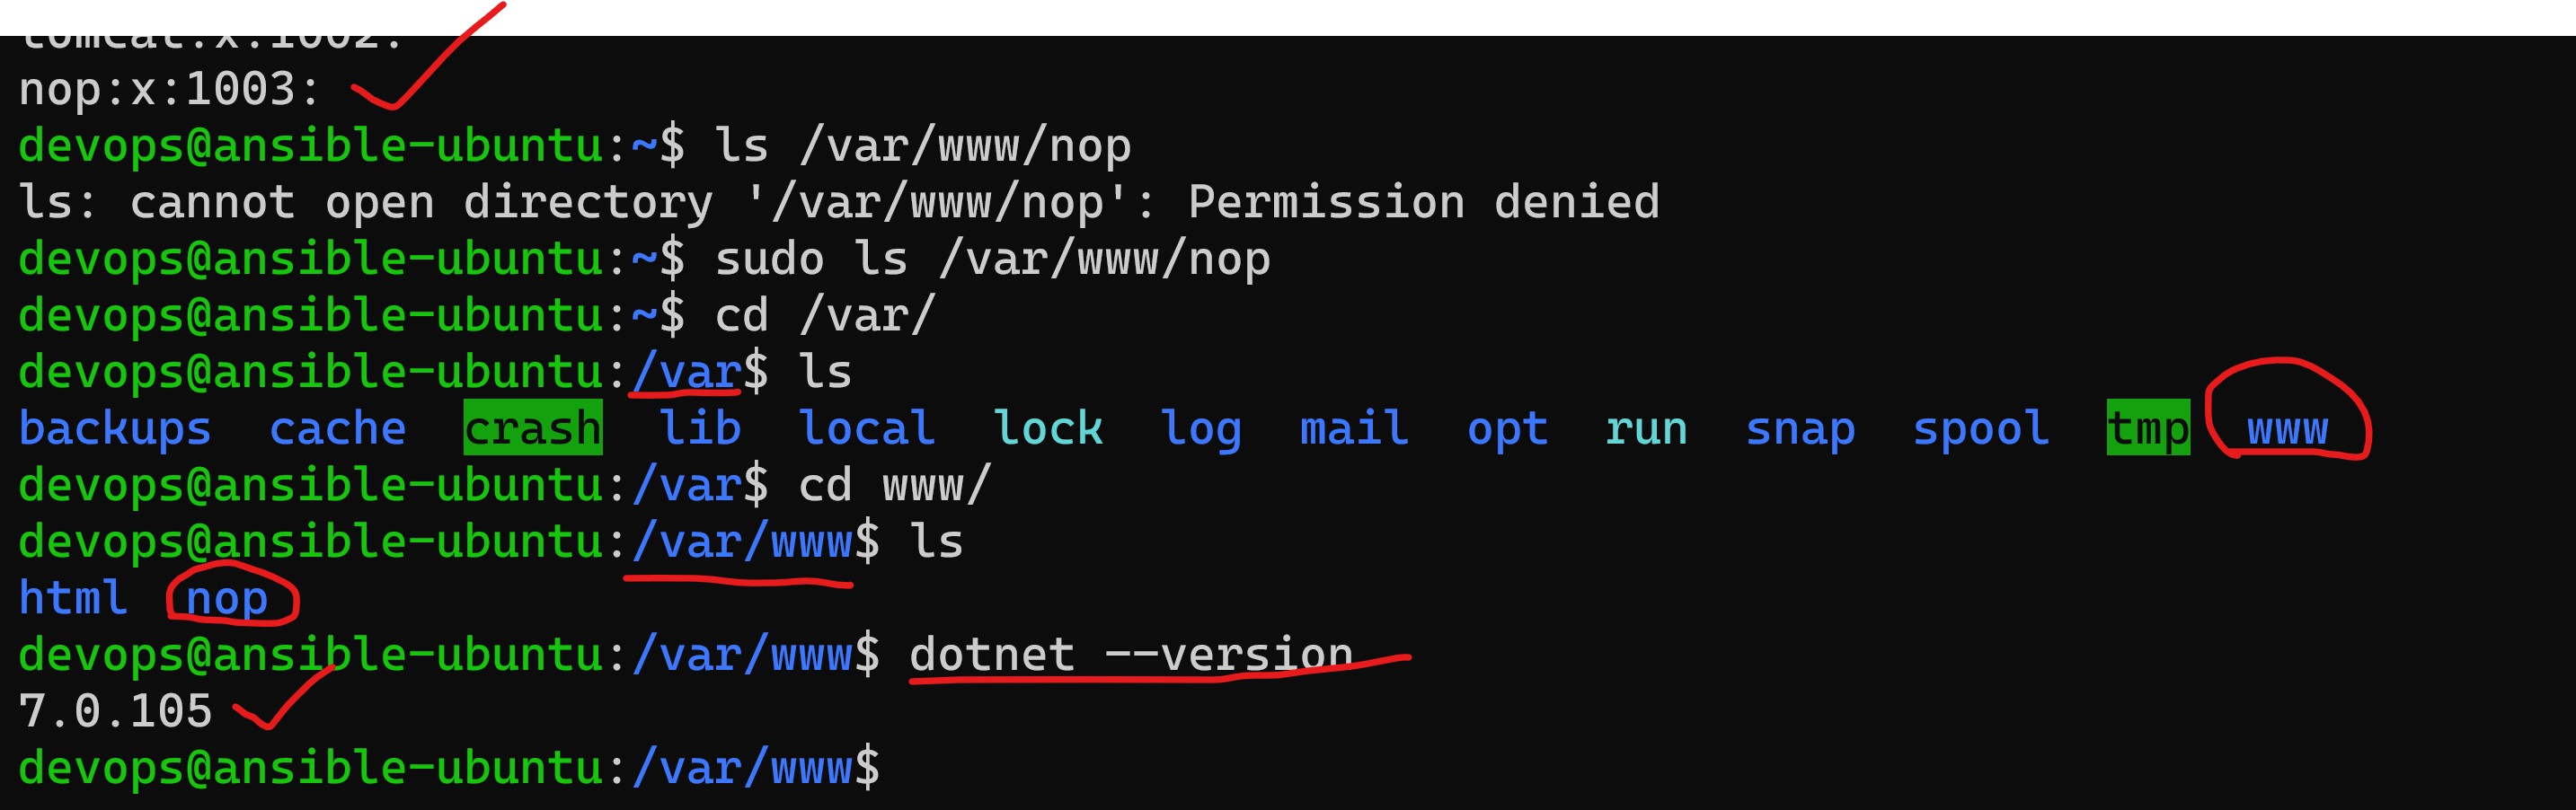 tomcat:x:1002:
nop:x:1003:
devops@ansible-ubuntu:~$ ls /var/www/nop
ls: cannot open directory '/var/www/nop': Permission denied
devops@ansible-ubuntu:~$ sudo ls /var/www/nop
devops@ansible-ubuntu:~$ cd /var/
devops@ansible-ubuntu:/var$ ls
backups  cache  crash  lib  local  lock  log  mail  opt  run  snap  spool  tmp  www
devops@ansible-ubuntu:/var$ cd www/
devops@ansible-ubuntu:/var/www$ ls
html  nop
devops@ansible-ubuntu:/var/www$ dotnet --version
7.0.105
devops@ansible-ubuntu:/var/www$